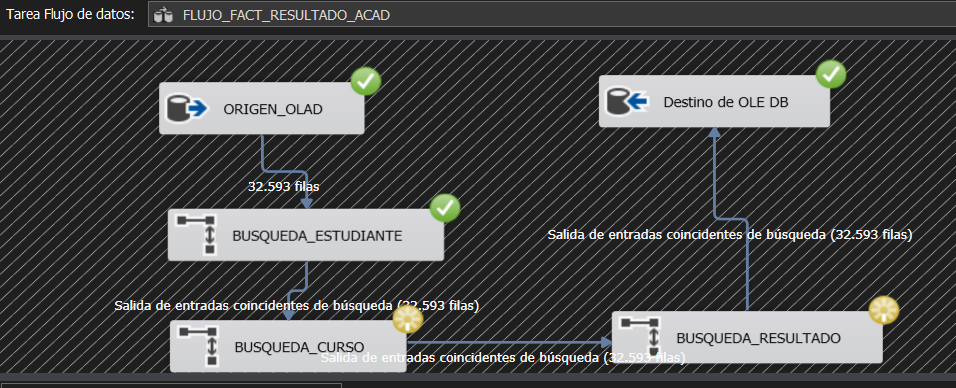 Tarea Flujo de datos:
FLUJO_FACT_RESULTADO_ACAD
ORIGEN_OLAD
32.593 filas
BUSQUEDA_ESTUDIANTE
Salida de entradas coincidentes de búsqueda (32.593 filas)
BUSQUEDA_CURSO
Salida de entradas coincidentes de búsqueda (32.593 filas)
BUSQUEDA_RESULTADO
Salida de entradas coincidentes de búsqueda (32.593 filas)
Destino de OLE DB